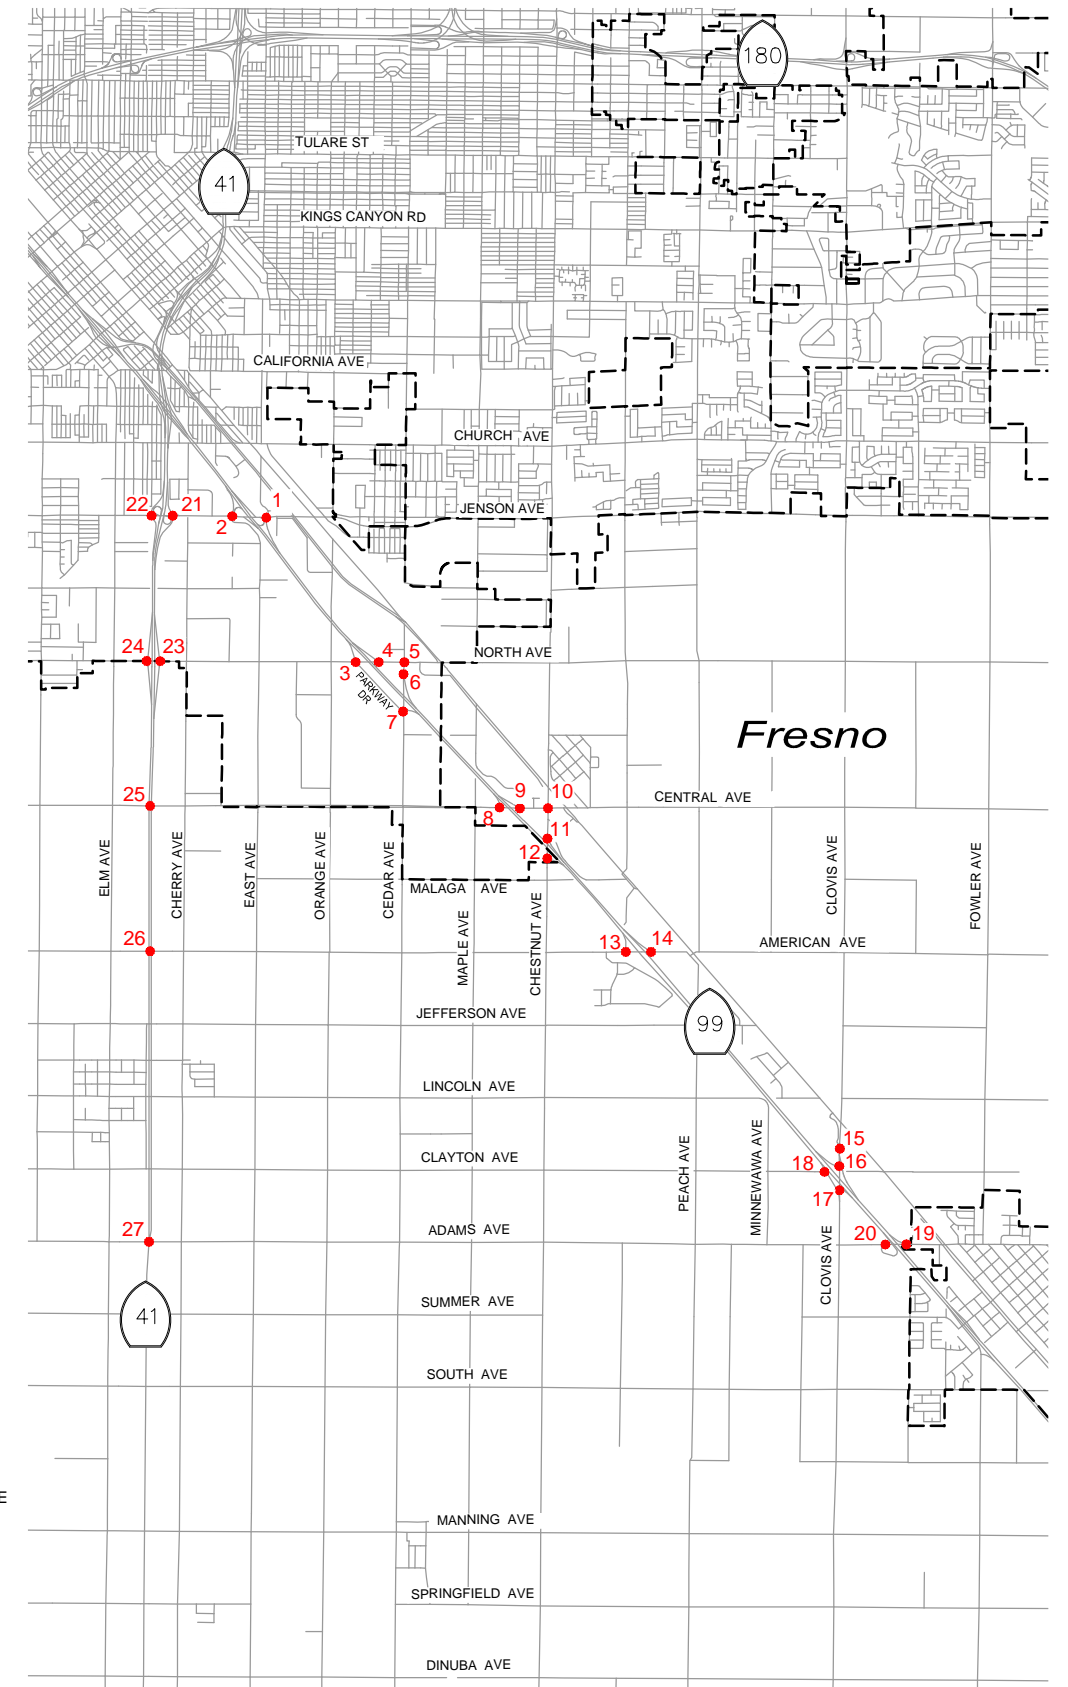 180
TULARE ST
41
KINGS CANYON RD
CALIFORNIA AVE
CHURCH AVE
22
21
2
1
JENSON AVE
24
23
3
4
5
NORTH AVE
6
PARKWAY
DR
7
Fresno
25
8
9
10
CENTRAL AVE
11
12
ELM AVE
CHERRY AVE
EAST AVE
ORANGE AVE
CEDAR AVE
MALAGA AVE
MAPLE AVE
CHESTNUT AVE
CLOVIS AVE
FOWLER AVE
26
13
14
AMERICAN AVE
JEFFERSON AVE
99
LINCOLN AVE
PEACH AVE
MINNEWAWA AVE
15
CLAYTON AVE
18
16
17
27
ADAMS AVE
CLOVIS AVE
20
19
41
SUMMER AVE
SOUTH AVE
E
MANNING AVE
SPRINGFIELD AVE
DINUBA AVE